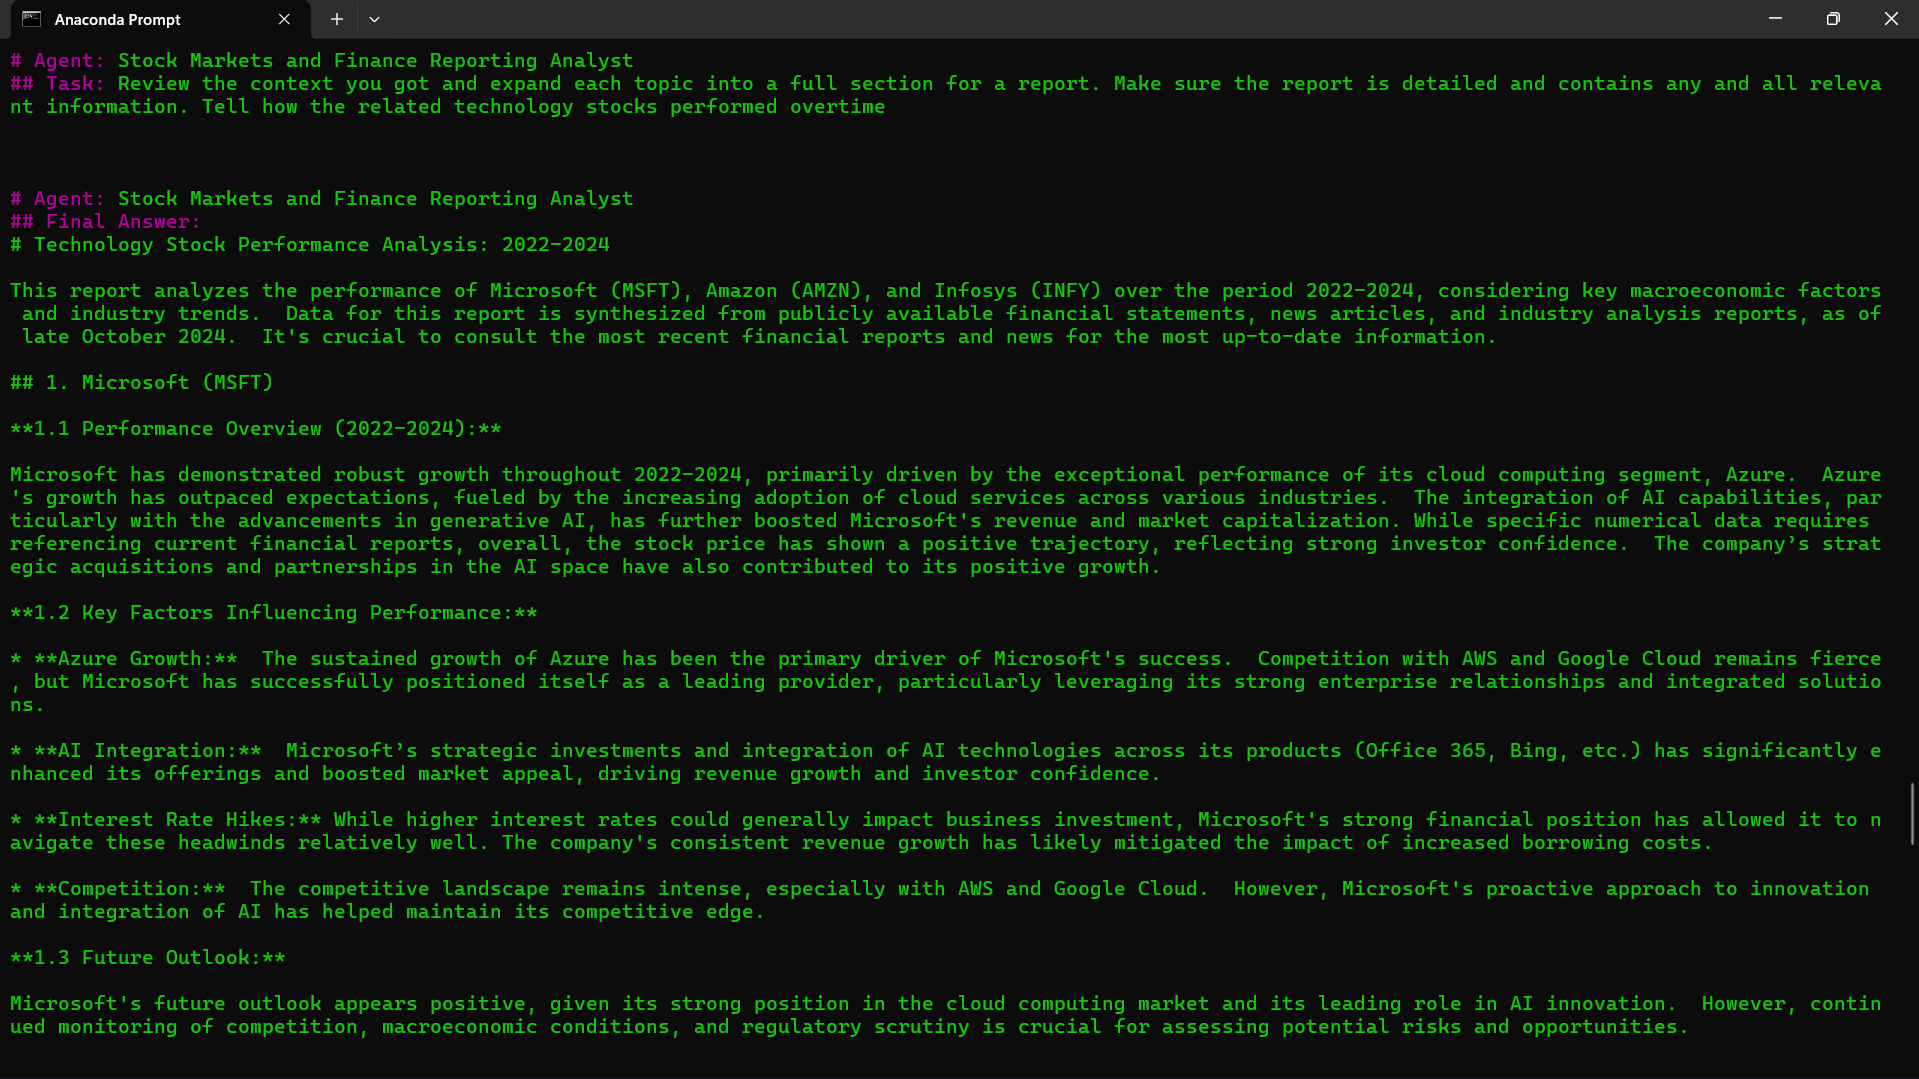 Anaconda Prompt
# Agent: Stock Markets and Finance Reporting Analyst
## Task: Review the context you got and expand each topic into a full section for a report. Make sure the report is detailed and contains any and all releva
nt information. Tell how the related technology stocks performed overtime
# Agent: Stock Markets and Finance Reporting Analyst
## Final Answer:
# Technology Stock Performance Analysis: 2022-2024
This report analyzes the performance of Microsoft (MSFT), Amazon (AMZN), and Infosys (INFY) over the period 2022-2024, considering key macroeconomic factors
 and industry trends.  Data for this report is synthesized from publicly available financial statements, news articles, and industry analysis reports, as of
 late October 2024.  It's crucial to consult the most recent financial reports and news for the most up-to-date information.
## 1. Microsoft (MSFT)
**1.1 Performance Overview (2022-2024):**
Microsoft has demonstrated robust growth throughout 2022-2024, primarily driven by the exceptional performance of its cloud computing segment, Azure.  Azure
's growth has outpaced expectations, fueled by the increasing adoption of cloud services across various industries.  The integration of AI capabilities, par
ticularly with the advancements in generative AI, has further boosted Microsoft's revenue and market capitalization. While specific numerical data requires
referencing current financial reports, overall, the stock price has shown a positive trajectory, reflecting strong investor confidence.  The company’s strat
egic acquisitions and partnerships in the AI space have also contributed to its positive growth.
**1.2 Key Factors Influencing Performance:**
* **Azure Growth:**  The sustained growth of Azure has been the primary driver of Microsoft's success.  Competition with AWS and Google Cloud remains fierce
, but Microsoft has successfully positioned itself as a leading provider, particularly leveraging its strong enterprise relationships and integrated solutio
ns.
* **AI Integration:**  Microsoft’s strategic investments and integration of AI technologies across its products (Office 365, Bing, etc.) has significantly e
nhanced its offerings and boosted market appeal, driving revenue growth and investor confidence.
* **Interest Rate Hikes:** While higher interest rates could generally impact business investment, Microsoft's strong financial position has allowed it to n
avigate these headwinds relatively well. The company's consistent revenue growth has likely mitigated the impact of increased borrowing costs.
* **Competition:**  The competitive landscape remains intense, especially with AWS and Google Cloud.  However, Microsoft's proactive approach to innovation
and integration of AI has helped maintain its competitive edge.
**1.3 Future Outlook:**
Microsoft's future outlook appears positive, given its strong position in the cloud computing market and its leading role in AI innovation.  However, contin
ued monitoring of competition, macroeconomic conditions, and regulatory scrutiny is crucial for assessing potential risks and opportunities.